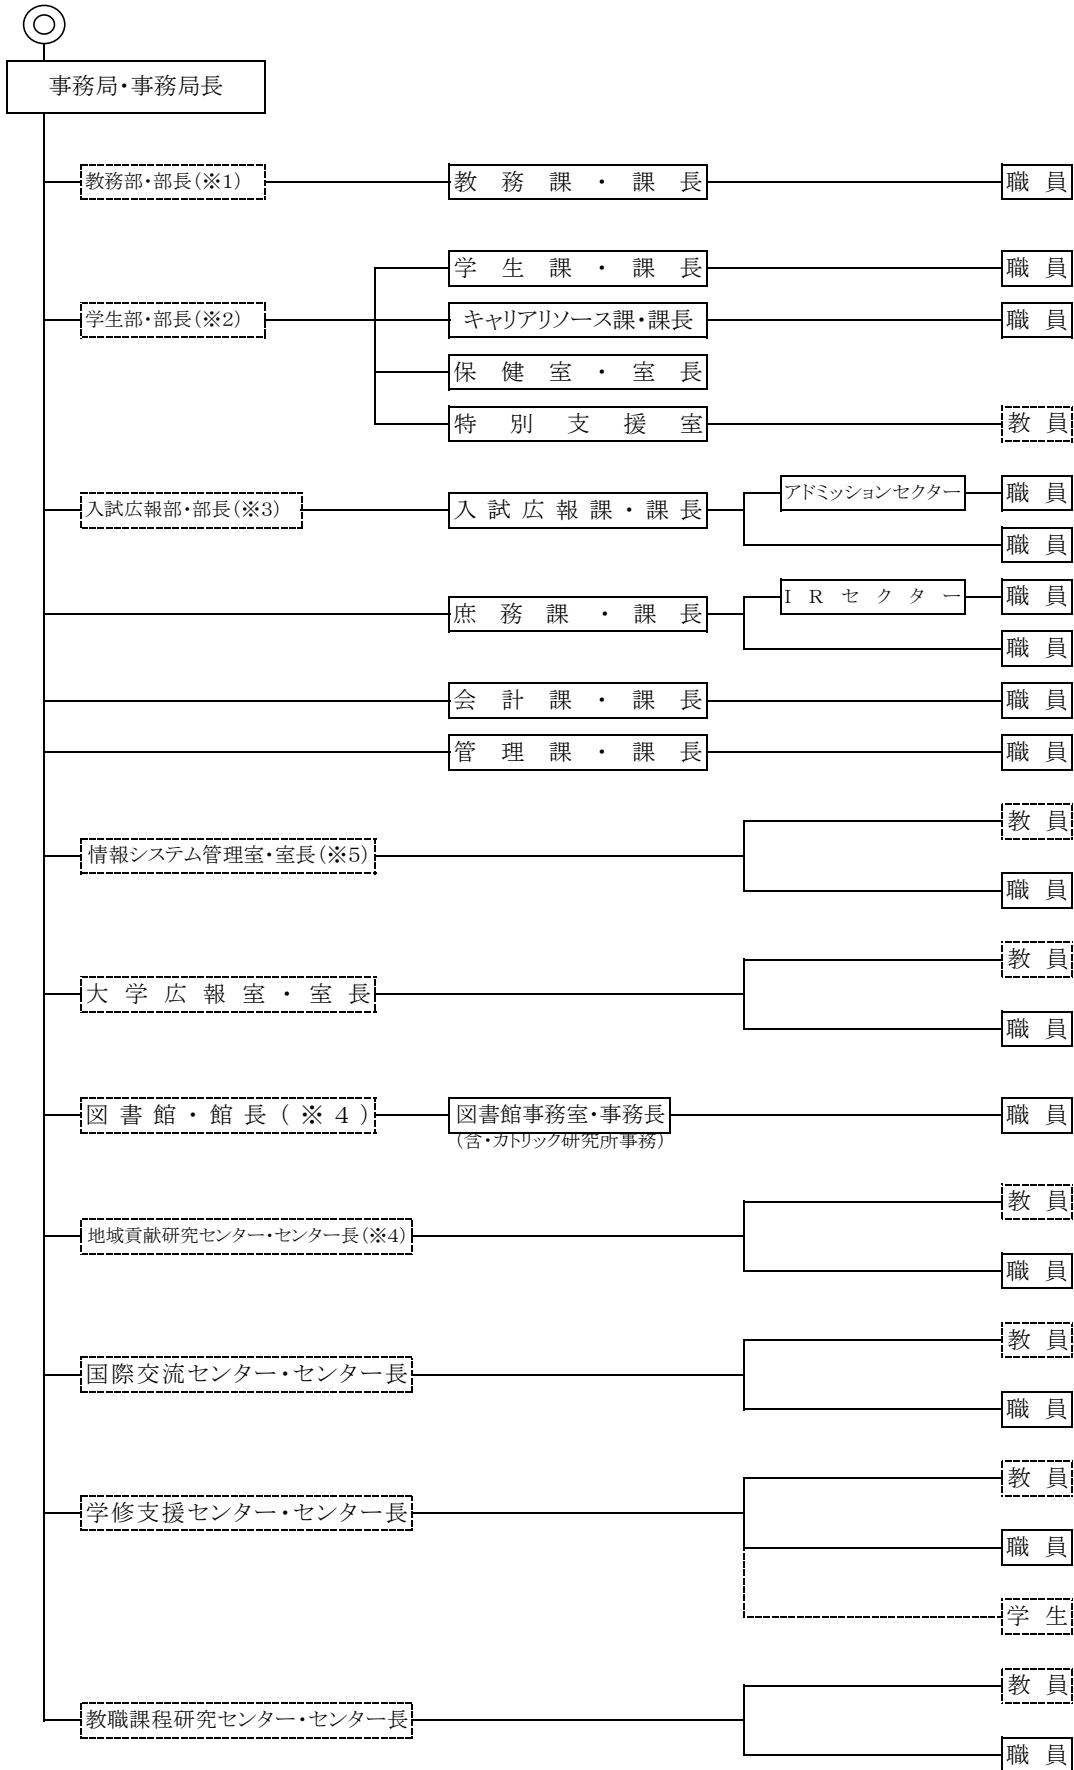 事務局・事務局長
教務部・部長(※1) 教務課・課長 職員
学生課・課長 職員
学生部・部長(※2) キャリアリソース課・課長 職員
保健室・室長
特別支援室 教員
入試広報部・部長(※3) 入試広報課・課長 アドミッションセクター 職員
職員
庶務課・課長 IRセクター 職員
職員
会計課・課長 職員
管理課・課長 職員
教員
情報システム管理室・室長(※5)
職員
教員
大学広報室・室長
職員
図書館・館長(※4) 図書館事務室・事務長 職員
(含・カトリック研究所事務)
教員
地域貢献研究センター・センター長(※4)
職員
教員
国際交流センター・センター長
職員
教員
学修支援センター・センター長
職員
学生
教員
教職課程研究センター・センター長
職員